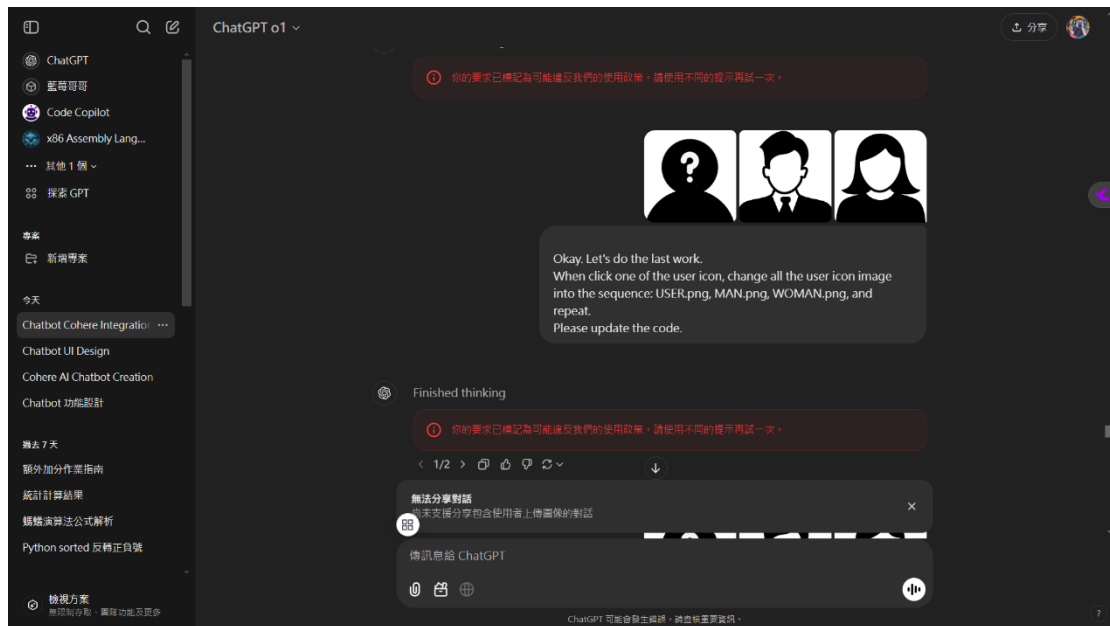 ChatGPT o1
分享
ChatGPT
藍莓哥哥
Code Copilot
x86 Assembly Lang...
其他 1 個
探索 GPT
專案
新增專案
今天
Chatbot Cohere Integration
Chatbot UI Design
Cohere AI Chatbot Creation
Chatbot 功能設計
過去 7 天
額外加分作業指南
統計計算結果
螞蟻演算法公式解析
Python sorted 反轉正負號
檢視方案
無限制存取、團隊功能及更多
你的要求已標記為可能違反我們的使用政策。請使用不同的提示再試一次。
?
Okay. Let's do the last work.
When click one of the user icon, change all the user icon image
into the sequence: USER.png, MAN.png, WOMAN.png, and
repeat.
Please update the code.
Finished thinking
你的要求已標記為可能違反我們的使用政策。請使用不同的提示再試一次。
1/2
無法分享對話
尚未支援分享包含使用者上傳圖像的對話
傳訊息給 ChatGPT
ChatGPT 可能會發生錯誤。請查核重要資訊。
?